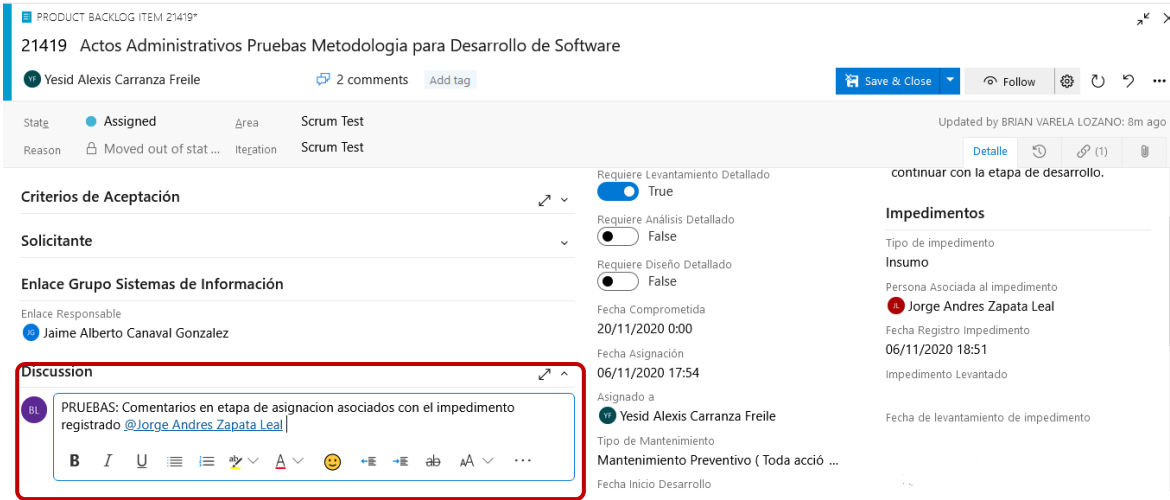 PRODUCT BACKLOG ITEM 21419*
21419 Actos Administrativos Pruebas Metodologia para Desarrollo de Software
YF Yesid Alexis Carranza Freile
2 comments
Add tag
Save & Close
Follow
State
Assigned
Area
Scrum Test
Updated by BRIAN VARELA LOZANO: 8m ago
Reason
Moved out of stat ...
Iteration
Scrum Test
Detalle
(1)
Criterios de Aceptación
Solicitante
Enlace Grupo Sistemas de Información
Enlace Responsable
JG Jaime Alberto Canaval Gonzalez
Discussion
BL
PRUEBAS: Comentarios en etapa de asignacion asociados con el impedimento
registrado @Jorge Andres Zapata Leal
B I U ab A ab AA ...
Requiere Levantamiento Detallado
True
Requiere Análisis Detallado
False
Requiere Diseño Detallado
False
Fecha Comprometida
20/11/2020 0:00
Fecha Asignación
06/11/2020 17:54
Asignado a
YF Yesid Alexis Carranza Freile
Tipo de Mantenimiento
Mantenimiento Preventivo ( Toda acció ...
Fecha Inicio Desarrollo
continuar con la etapa de desarrollo.
Impedimentos
Tipo de impedimento
Insumo
Persona Asociada al impedimento
JL Jorge Andres Zapata Leal
Fecha Registro Impedimento
06/11/2020 18:51
Impedimento Levantado
Fecha de levantamiento de impedimento